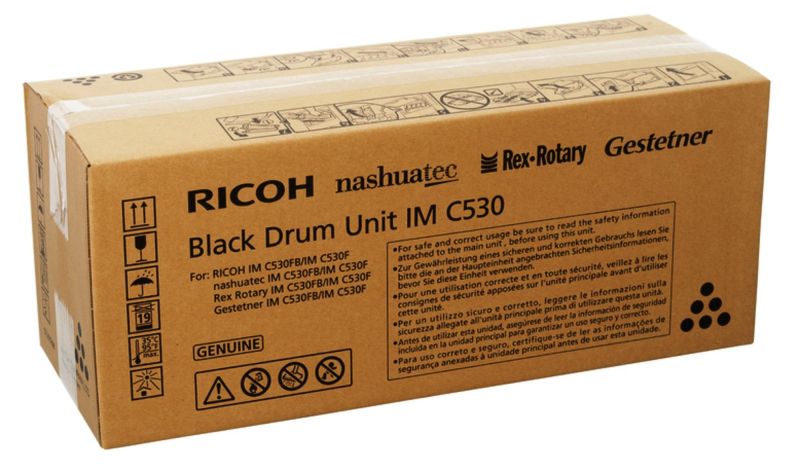 RICOH nashuatec Rex·Rotary Gestetner
Black Drum Unit IM C530
For: RICOH IM C530FB/IM C530F
nashuatec IM C530FB/IM C530F
Rex Rotary IM C530FB/IM C530F
Gestetner IM C530FB/IM C530F
GENUINE
•For safe and correct usage be sure to read the safety information
attached to the main unit, before using this unit.
•Zur Gewährleistung eines sicheren und korrekten Gebrauchs lesen Sie
bitte die an der Haupteinheit angebrachten Sicherheitsinformationen,
bevor Sie diese Einheit verwenden.
•Pour une utilisation correcte et en toute sécurité, veillez à lire les
consignes de sécurité apposées sur l'unité principale avant d'utiliser
cette unité.
•Per un utilizzo sicuro e corretto, leggere le informazioni sulla
sicurezza allegate all'unità principale prima di utilizzare questa unità.
•Antes de utilizar esta unidad, asegúrese de leer la información de seguridad
incluida en la unidad principal para garantizar un uso seguro y correcto.
•Para uso correto e seguro, certifique-se de ler as informações de
segurança anexadas à unidade principal antes de usar esta unidade.
19
35°C
95°F
max.